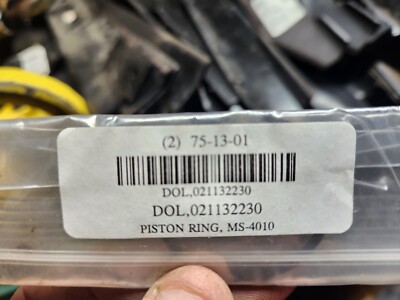 (2) 75-13-01
DOL,021132230
DOL,021132230
PISTON RING, MS-4010